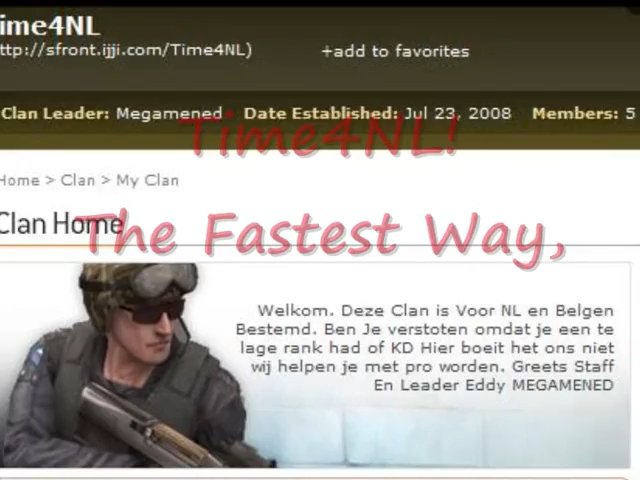 ime4NL
ttp://sfront.ijji.com/Time4NL)
+add to favorites
Clan Leader: Megamened Date Established: Jul 23, 2008 Members: 5
Time4NL!
Home > Clan > My Clan
Clan Home
The Fastest Way,
Welkom. Deze Clan is Voor NL en Belgen
Bestemd. Ben Je verstoten omdat je een te
lage rank had of KD Hier boeit het ons niet
wij helpen je met pro worden. Greets Staff
En Leader Eddy MEGAMENED